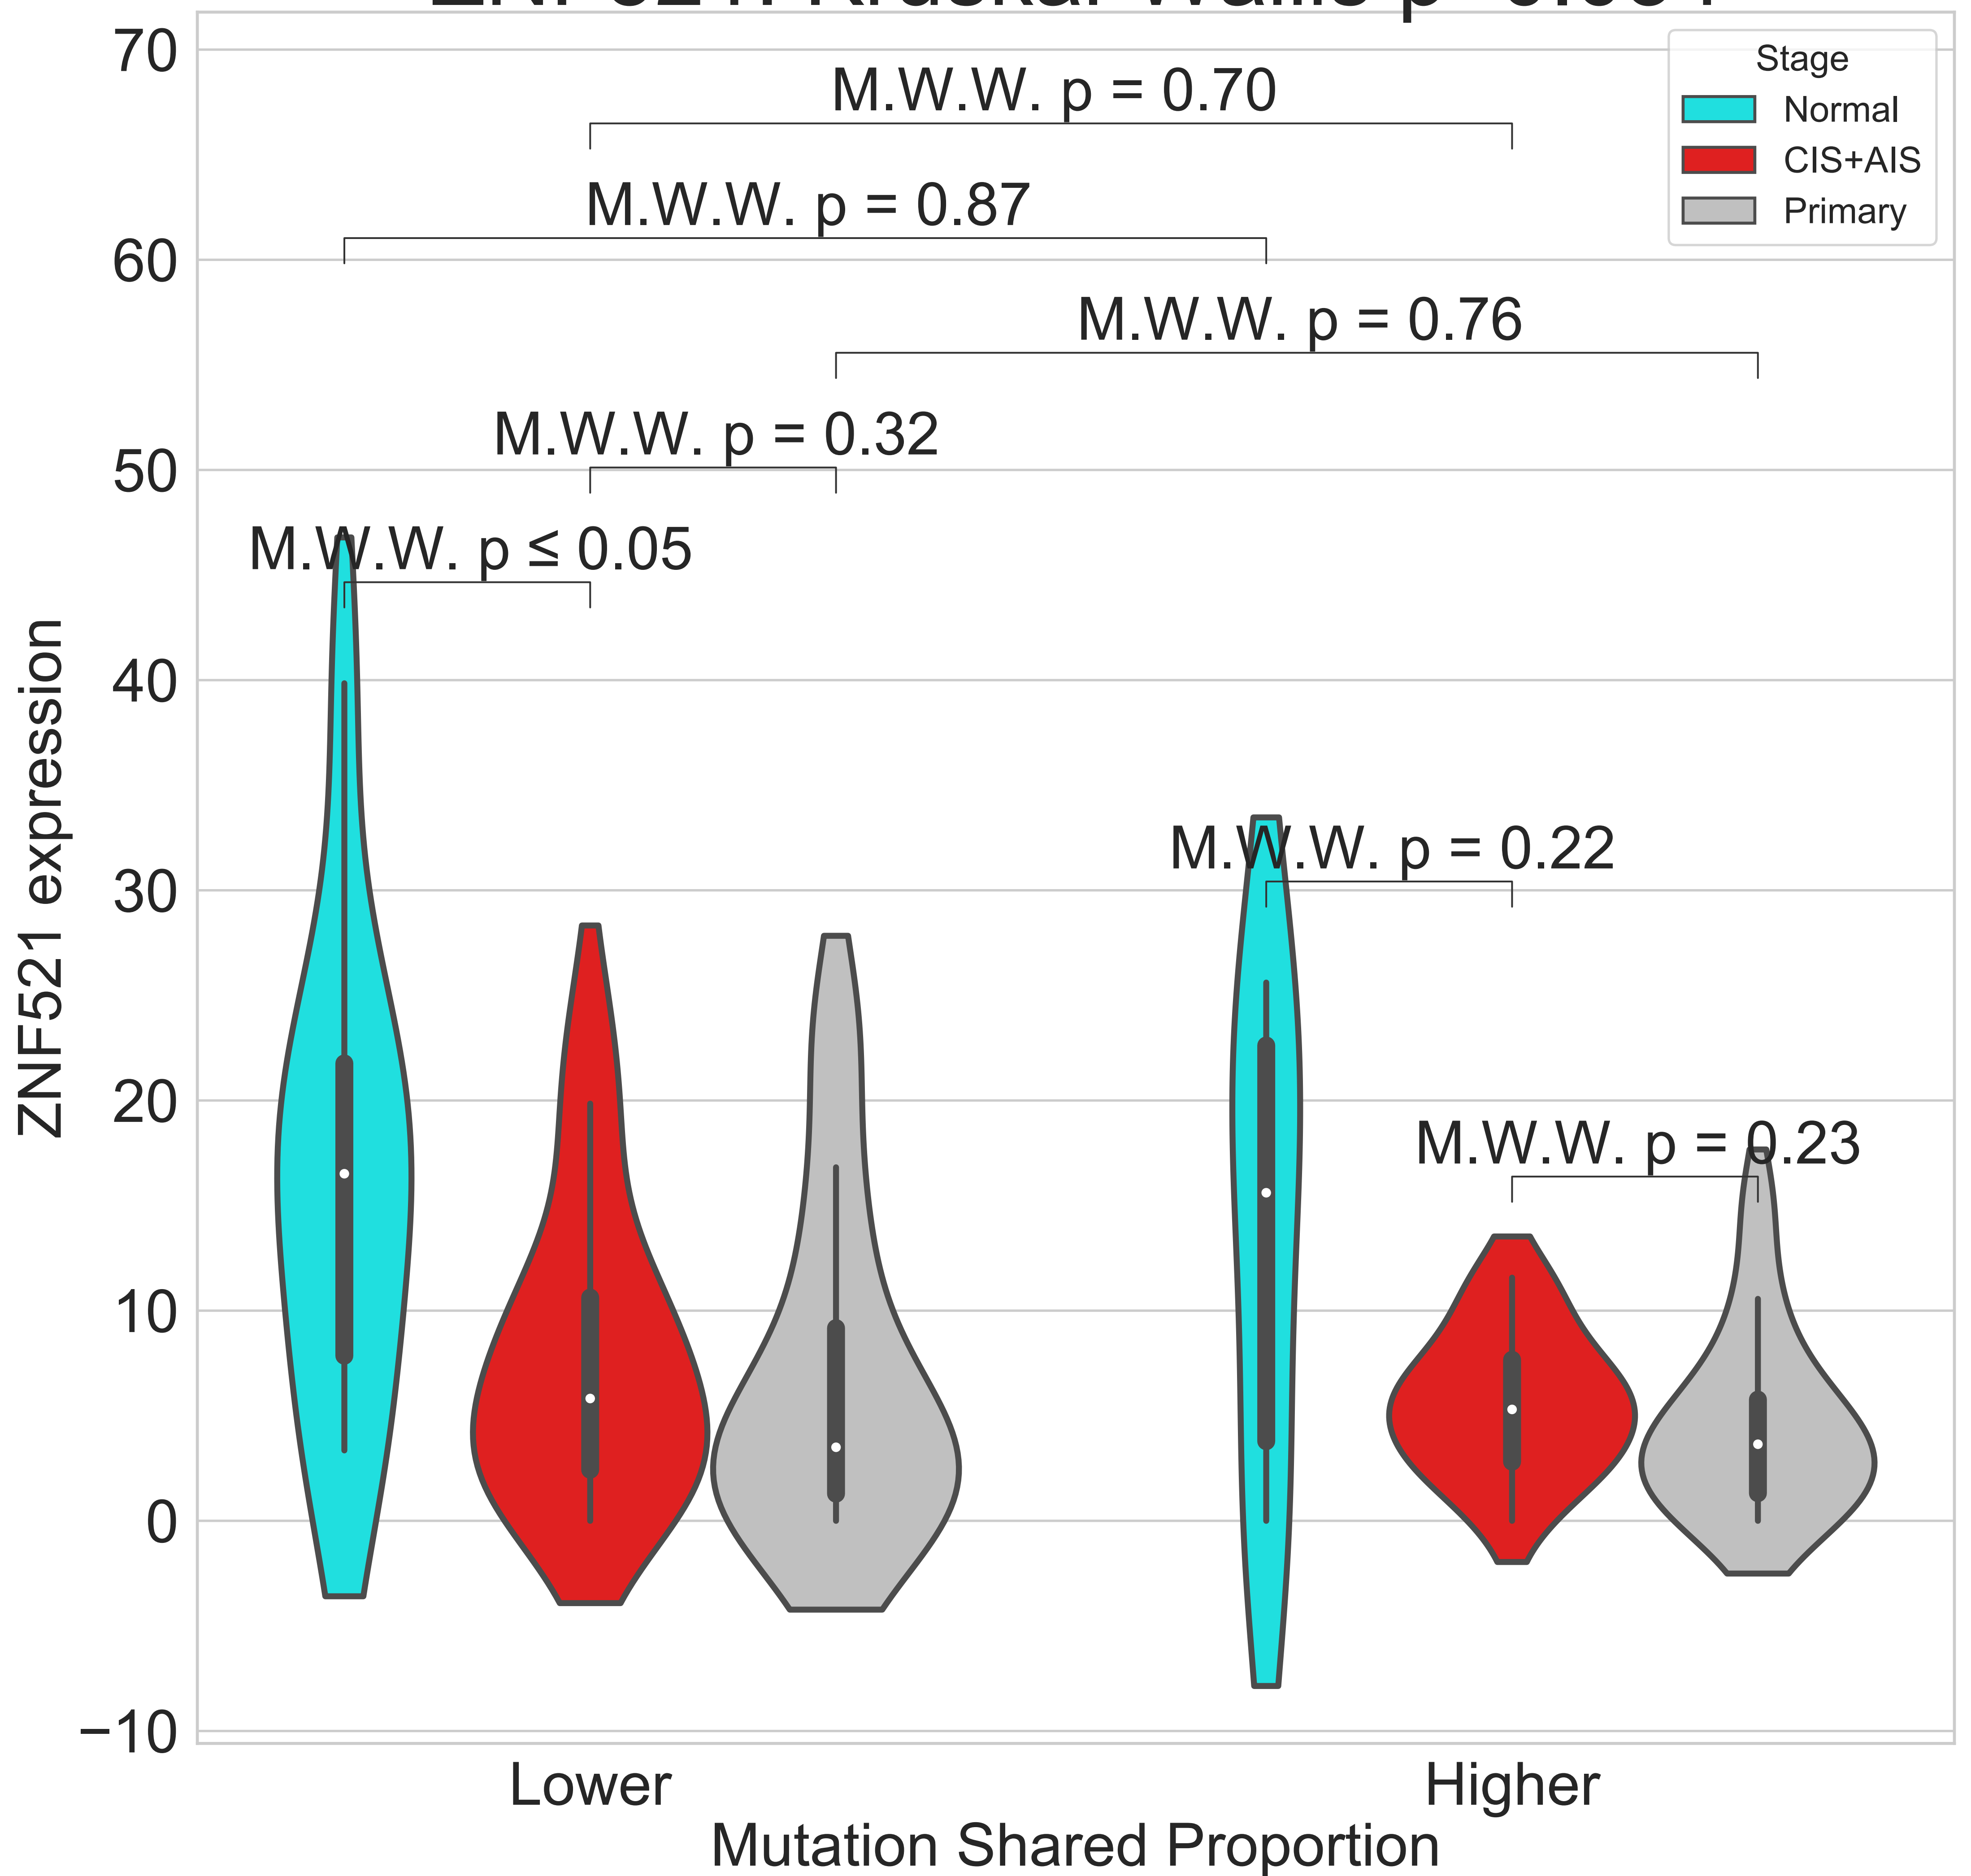 70
60
50
40
30
20
10
0
−10
ZNF521 expression
Stage
Normal
CIS+AIS
Primary
M.W.W. p = 0.70
M.W.W. p = 0.87
M.W.W. p = 0.76
M.W.W. p = 0.32
M.W.W. p ≤ 0.05
M.W.W. p = 0.22
M.W.W. p = 0.23
Lower
Higher
Mutation Shared Proportion